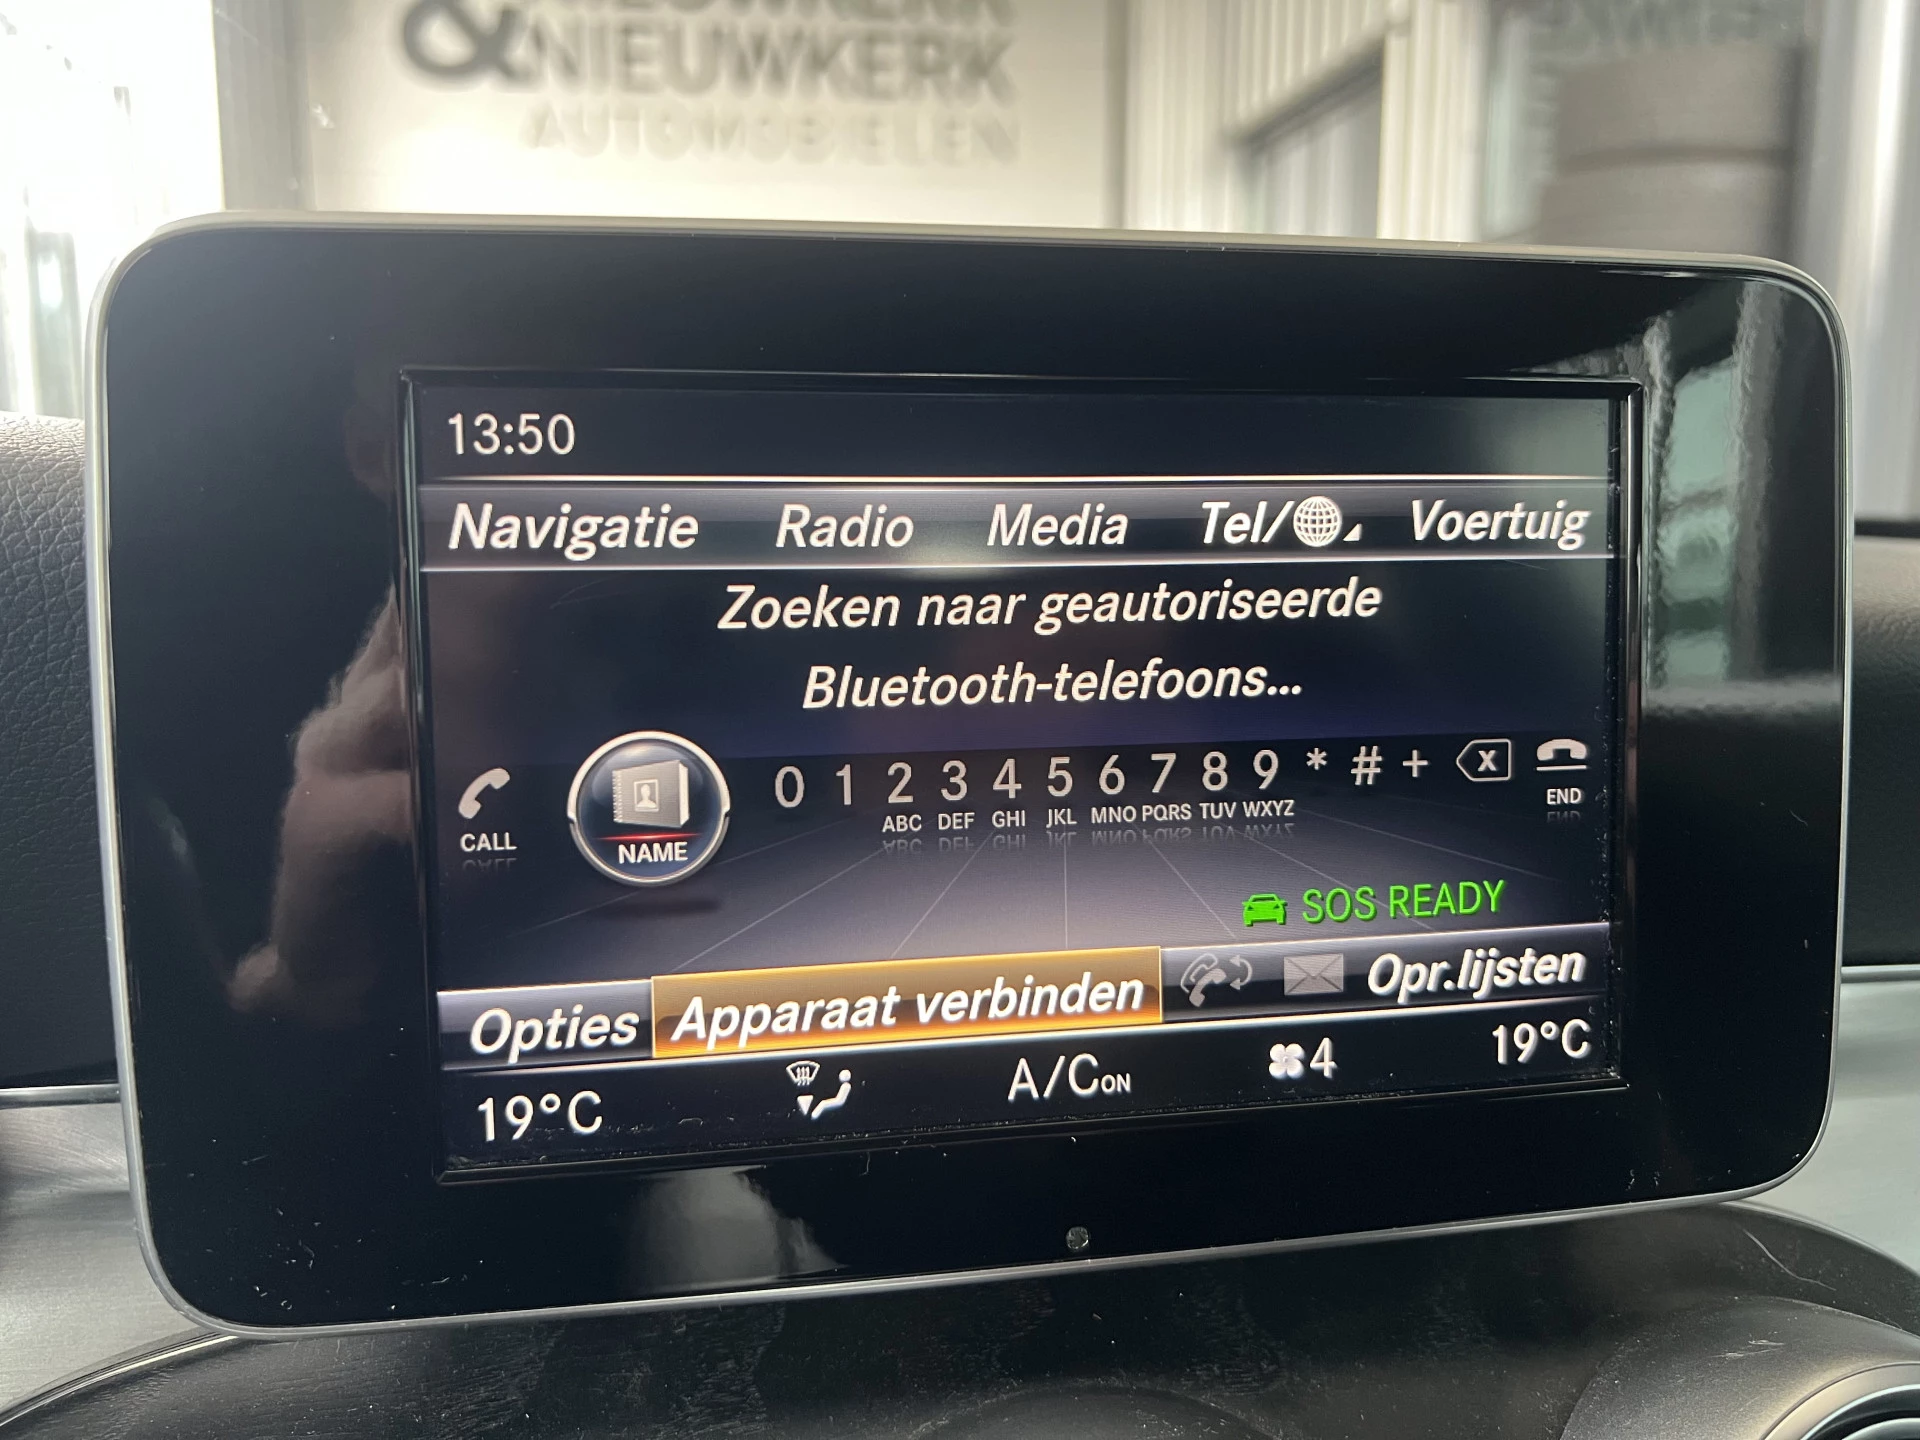 & NIEUWKERK
AUTOMOBIELEN
13:50
Navigatie Radio Media Tel/ Voertuig
Zoeken naar geautoriseerde
Bluetooth-telefoons...
0 1 2 3 4 5 6 7 8 9 * # + x
ABC DEF GHI JKL MNO PQRS TUV WXYZ
CALL NAME END
SOS READY
Opties Apparaat verbinden Opr.lijsten
19°C A/C ON 4 19°C